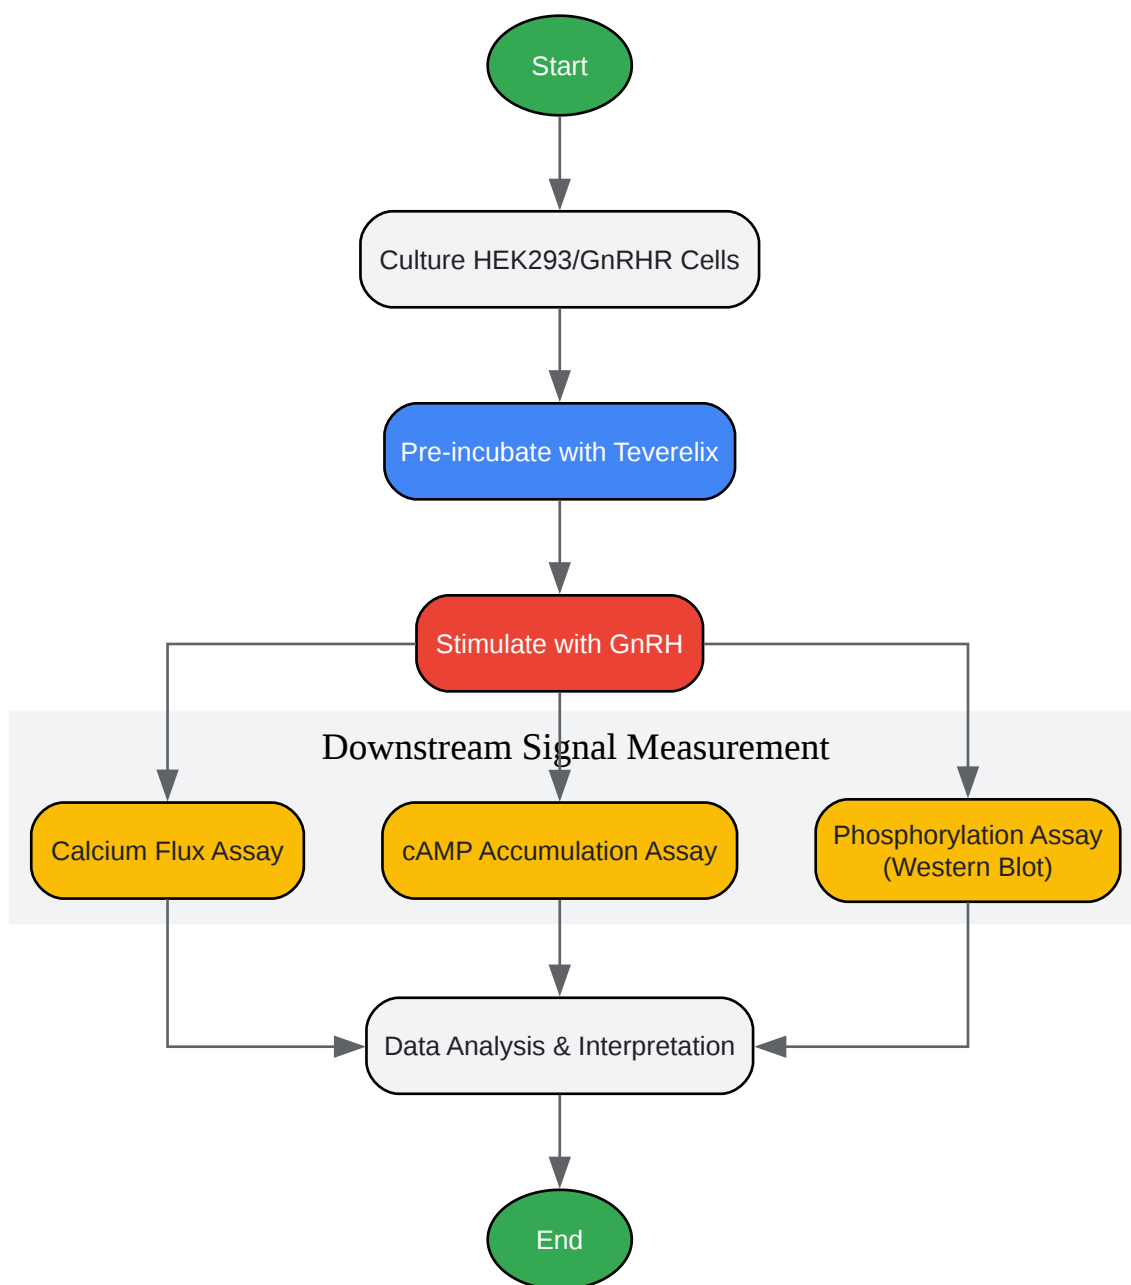 Start
Culture HEK293/GnRHR Cells
Pre-incubate with Teverelix
Stimulate with GnRH
Downstream Signal Measurement
Calcium Flux Assay
cAMP Accumulation Assay
Phosphorylation Assay
(Western Blot)
Data Analysis & Interpretation
End